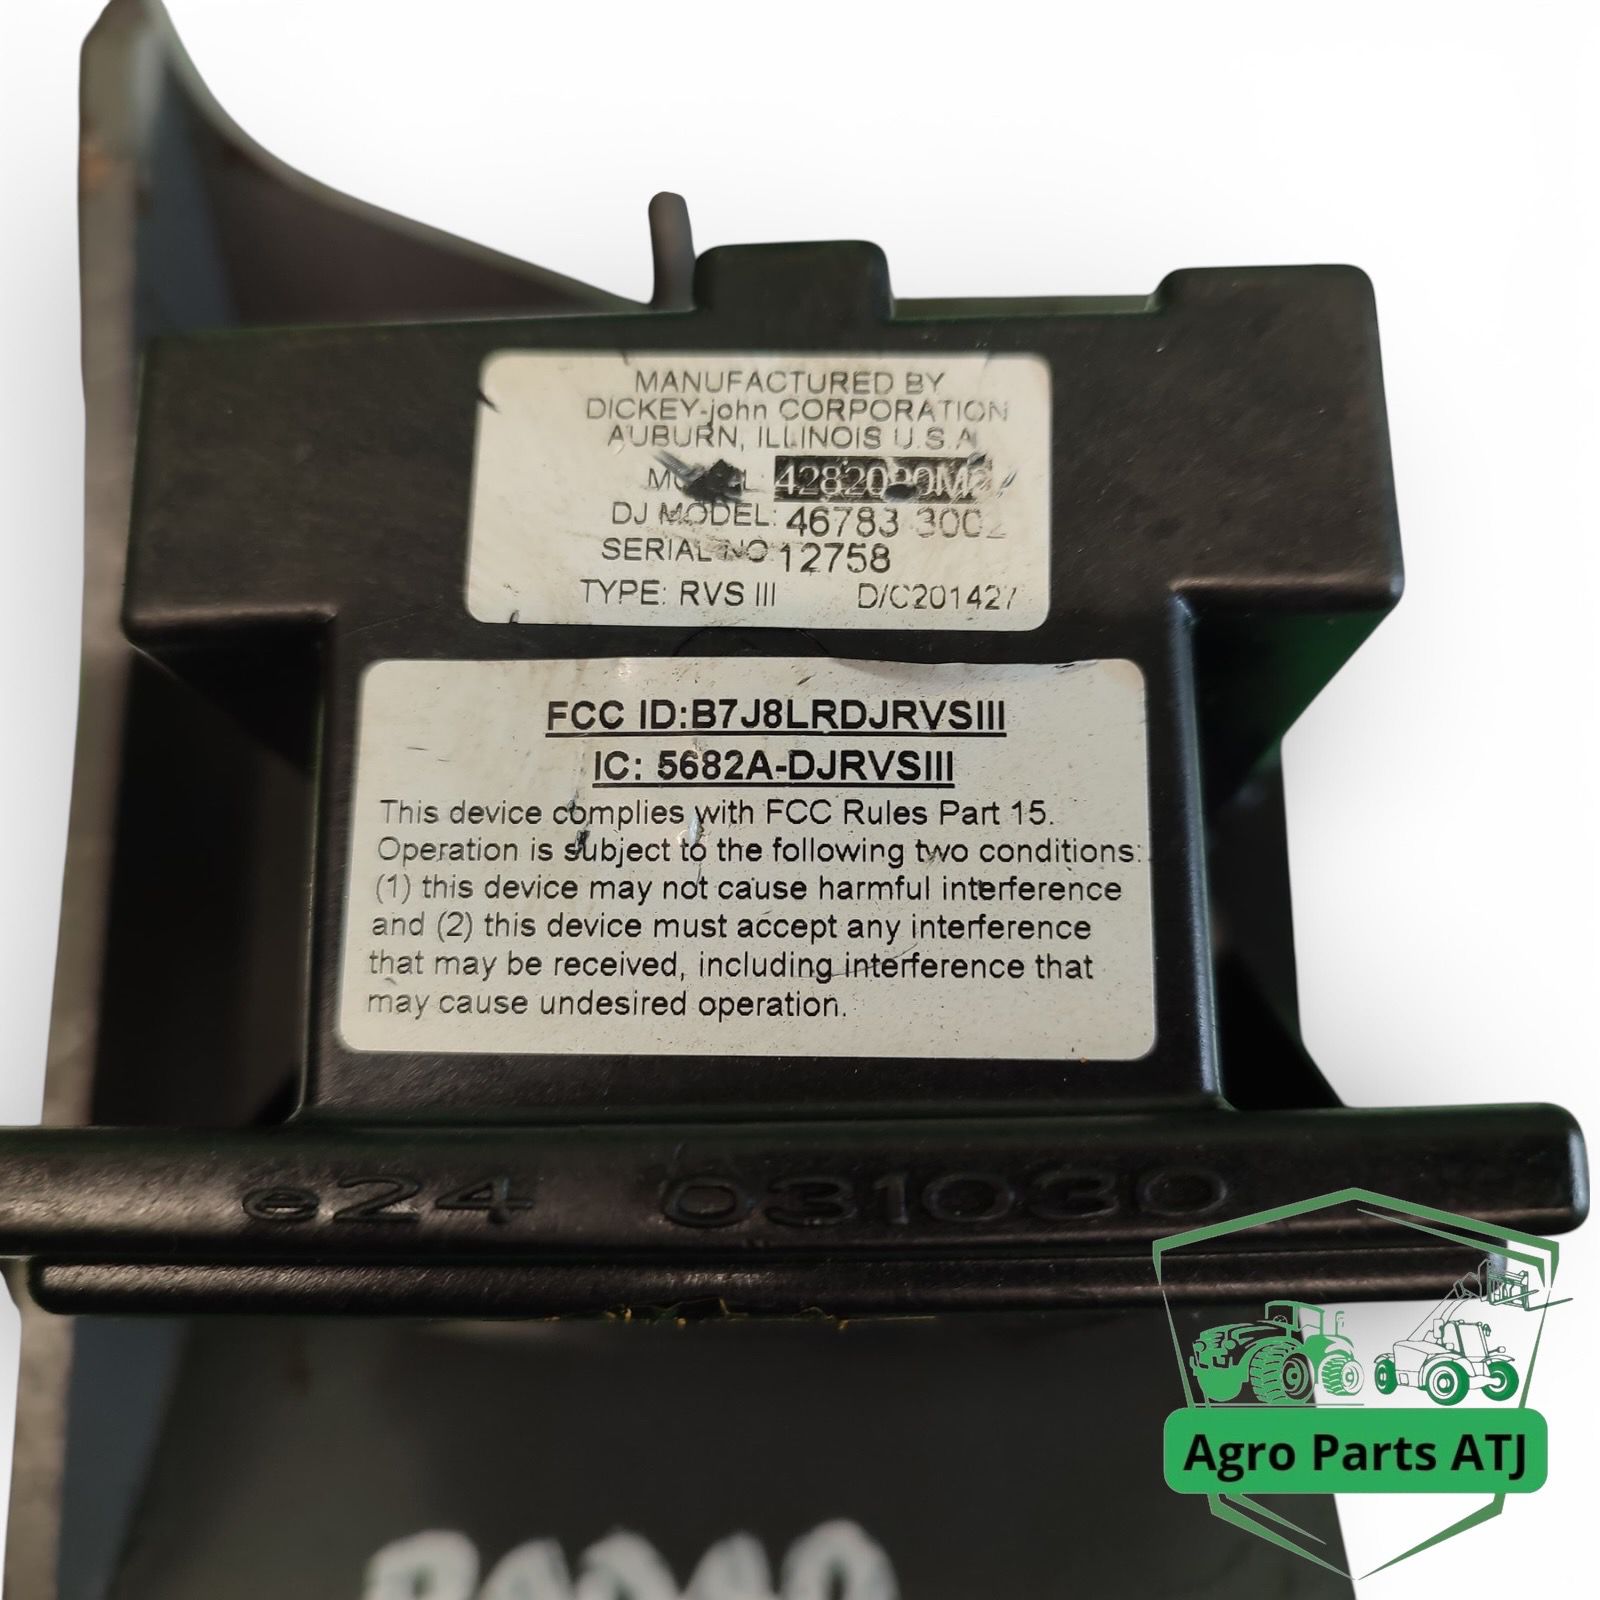 MANUFACTURED BY
DICKEY-john CORPORATION
AUBURN, ILLINOIS U.S.A
DJ MODEL: 46783 3002
SERIAL NO 12758
TYPE: RVS III D/C201427
FCC ID:B7J8LRDJRVSIII
IC: 5682A-DJRVSIII
This device complies with FCC Rules Part 15.
Operation is subject to the following two conditions:
(1) this device may not cause harmful interference
and (2) this device must accept any interference
that may be received, including interference that
may cause undesired operation.
e24 031030
Agro Parts ATJ